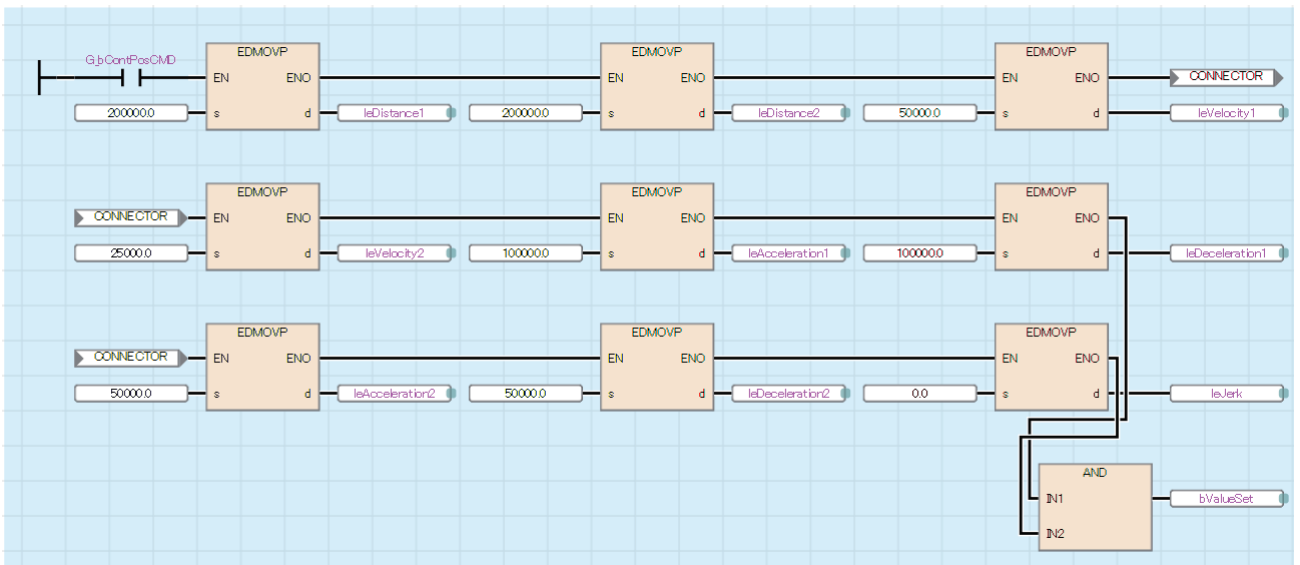 EDMOVP EDMOVP EDMOVP
G_bContPosCMD
EN ENO EN ENO EN ENO CONNECTOR
200000.0 s d leDistance1 200000.0 s d leDistance2 50000.0 s d leVelocity1
EDMOVP EDMOVP EDMOVP
CONNECTOR EN ENO EN ENO EN ENO
25000.0 s d leVelocity2 100000.0 s d leAcceleration1 100000.0 s d leDeceleration1
EDMOVP EDMOVP EDMOVP
CONNECTOR EN ENO EN ENO EN ENO
50000.0 s d leAcceleration2 50000.0 s d leDeceleration2 0.0 s d leJerk
AND
IN1 bValueSet
IN2